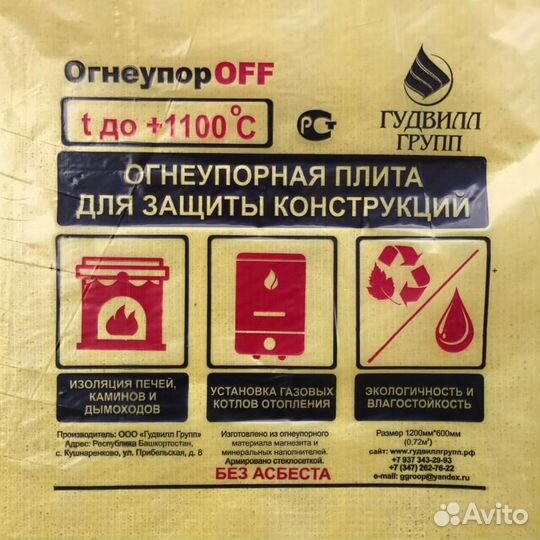 ОгнеупорOFF
t до +1100°C
РСТ
ГУДВИЛЛ
ГРУПП
ОГНЕУПОРНАЯ ПЛИТА
ДЛЯ ЗАЩИТЫ КОНСТРУКЦИЙ
ИЗОЛЯЦИЯ ПЕЧЕЙ,
КАМИНОВ И
ДЫМОХОДОВ
УСТАНОВКА ГАЗОВЫХ
КОТЛОВ ОТОПЛЕНИЯ
ЭКОЛОГИЧНОСТЬ И
ВЛАГОСТОЙКОСТЬ
Производитель: ООО «Гудвилл Групп»
Адрес: Республика Башкортостан,
с. Кушнаренково, ул. Прибельская, д. 8
Изготовлено из огнеупорного
материала магнезита и
минеральных наполнителей.
Армировано стеклосеткой.
БЕЗ АСБЕСТА
Размер 1200мм*600мм
(0,72м²)
сайт: www.гудвиллгрупп.рф
+7 937 343-29-93
+7 (347) 262-76-22
e-mail: ggroop@yandex.ru
Avito